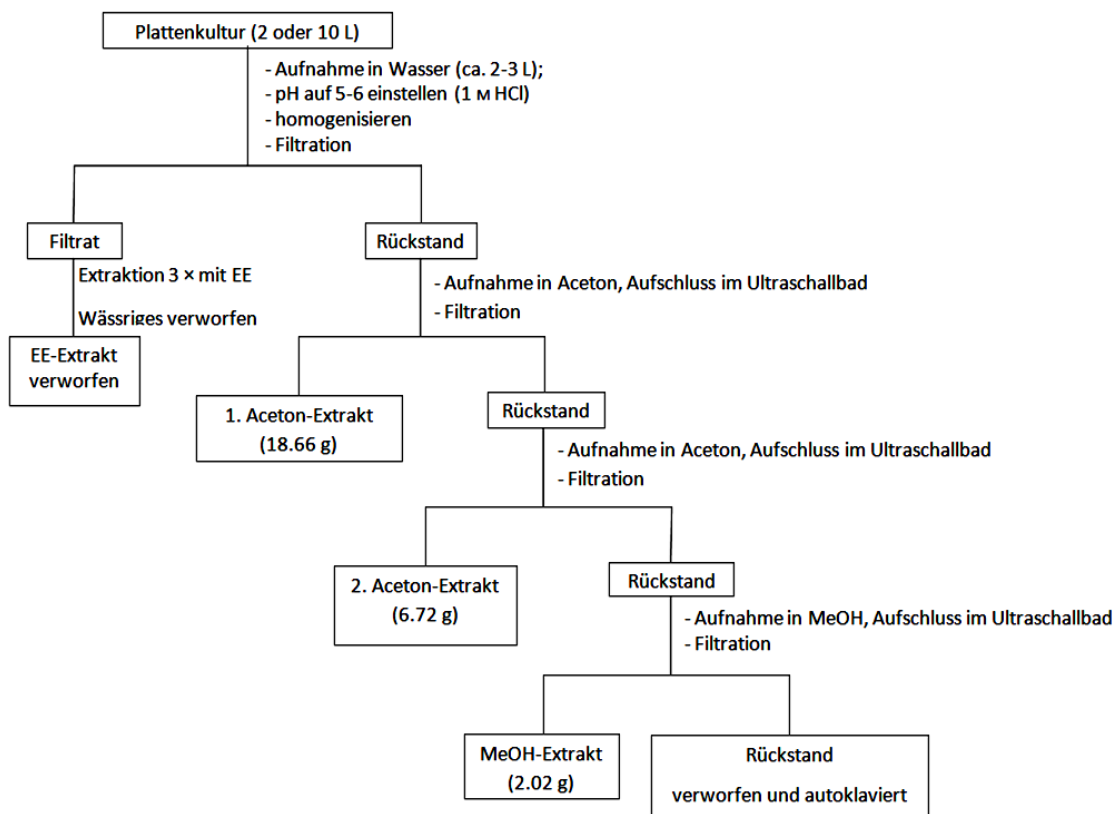 Plattenkultur (2 oder 10 L)
- Aufnahme in Wasser (ca. 2-3 L);
- pH auf 5-6 einstellen (1 M HCl)
- homogenisieren
- Filtration
Filtrat
Rückstand
Extraktion 3 × mit EE
Wässriges verworfen
- Aufnahme in Aceton, Aufschluss im Ultraschallbad
- Filtration
EE-Extrakt
verworfen
1. Aceton-Extrakt
(18.66 g)
Rückstand
- Aufnahme in Aceton, Aufschluss im Ultraschallbad
- Filtration
2. Aceton-Extrakt
(6.72 g)
Rückstand
- Aufnahme in MeOH, Aufschluss im Ultraschallbad
- Filtration
MeOH-Extrakt
(2.02 g)
Rückstand
verworfen und autoklaviert